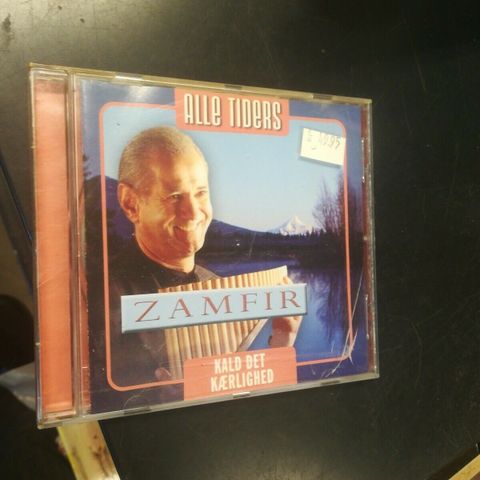 ALLE TIDERS
ZAMFIR
KALD DET
KÆRLIGHED